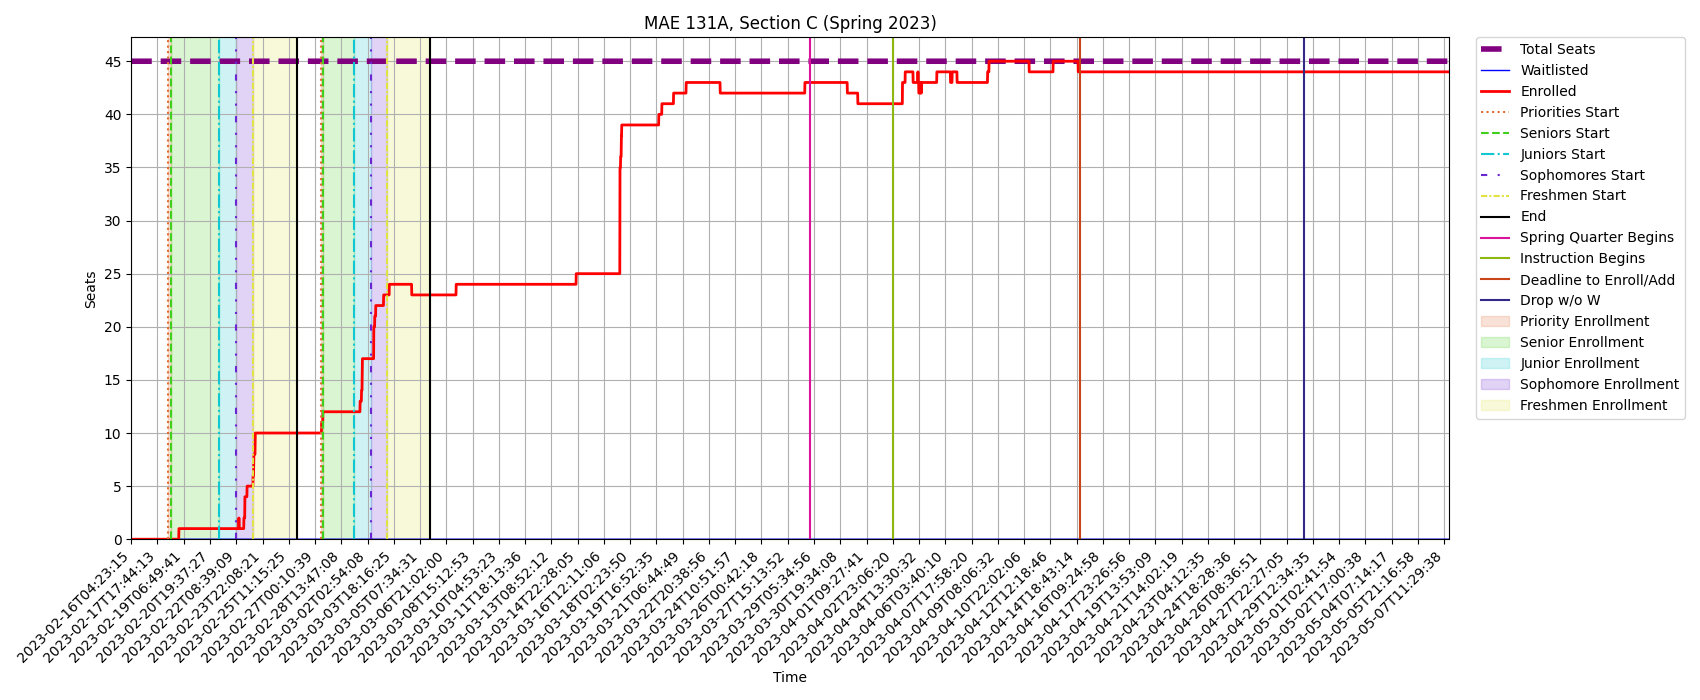 MAE 131A, Section C (Spring 2023)
Seats
45
40
35
30
25
20
15
10
5
0
2023-02-16T04:23:15
2023-02-17T17:44:13
2023-02-19T06:49:41
2023-02-20T19:37:27
2023-02-22T08:39:09
2023-02-23T22:08:21
2023-02-25T11:15:25
2023-02-27T00:10:39
2023-02-28T13:47:08
2023-03-02T02:54:08
2023-03-03T18:16:25
2023-03-05T07:34:31
2023-03-06T21:02:00
2023-03-08T15:12:53
2023-03-10T04:53:23
2023-03-11T18:13:36
2023-03-13T08:52:12
2023-03-14T22:28:05
2023-03-16T12:11:06
2023-03-18T02:23:50
2023-03-19T16:52:35
2023-03-21T06:44:49
2023-03-22T20:38:56
2023-03-24T10:51:57
2023-03-26T00:42:18
2023-03-27T15:13:52
2023-03-29T05:34:56
2023-03-30T19:34:08
2023-04-01T09:27:41
2023-04-02T23:06:20
2023-04-04T13:30:32
2023-04-06T03:40:10
2023-04-07T17:58:20
2023-04-09T08:06:32
2023-04-10T22:02:06
2023-04-12T12:18:46
2023-04-14T18:43:14
2023-04-16T09:24:58
2023-04-17T23:26:56
2023-04-19T13:53:09
2023-04-21T14:02:19
2023-04-23T04:12:35
2023-04-24T18:28:36
2023-04-26T08:36:51
2023-04-27T22:27:05
2023-04-29T12:34:35
2023-05-01T02:41:54
2023-05-02T17:00:38
2023-05-04T07:14:17
2023-05-05T21:16:58
2023-05-07T11:29:38
Time
Total Seats
Waitlisted
Enrolled
Priorities Start
Seniors Start
Juniors Start
Sophomores Start
Freshmen Start
End
Spring Quarter Begins
Instruction Begins
Deadline to Enroll/Add
Drop w/o W
Priority Enrollment
Senior Enrollment
Junior Enrollment
Sophomore Enrollment
Freshmen Enrollment